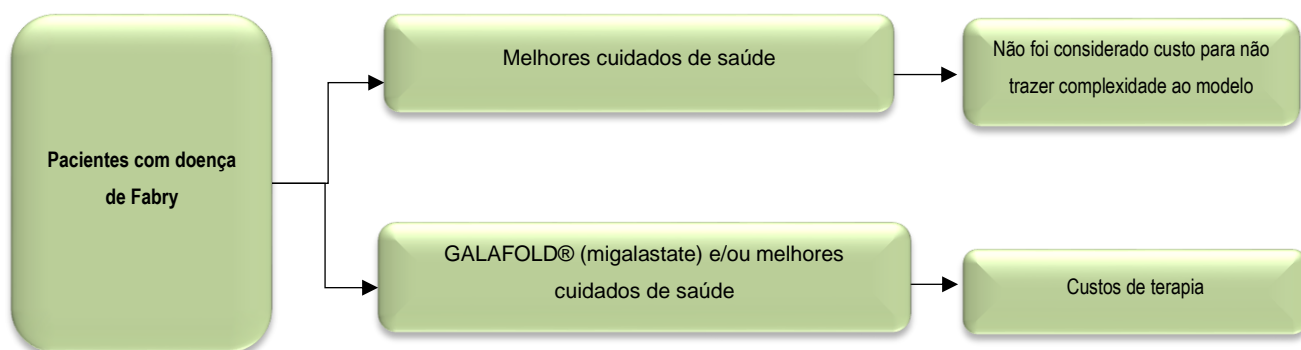 Pacientes com doença
de Fabry
Melhores cuidados de saúde
Não foi considerado custo para não
trazer complexidade ao modelo
GALAFOLD® (migalastate) e/ou melhores
cuidados de saúde
Custos de terapia